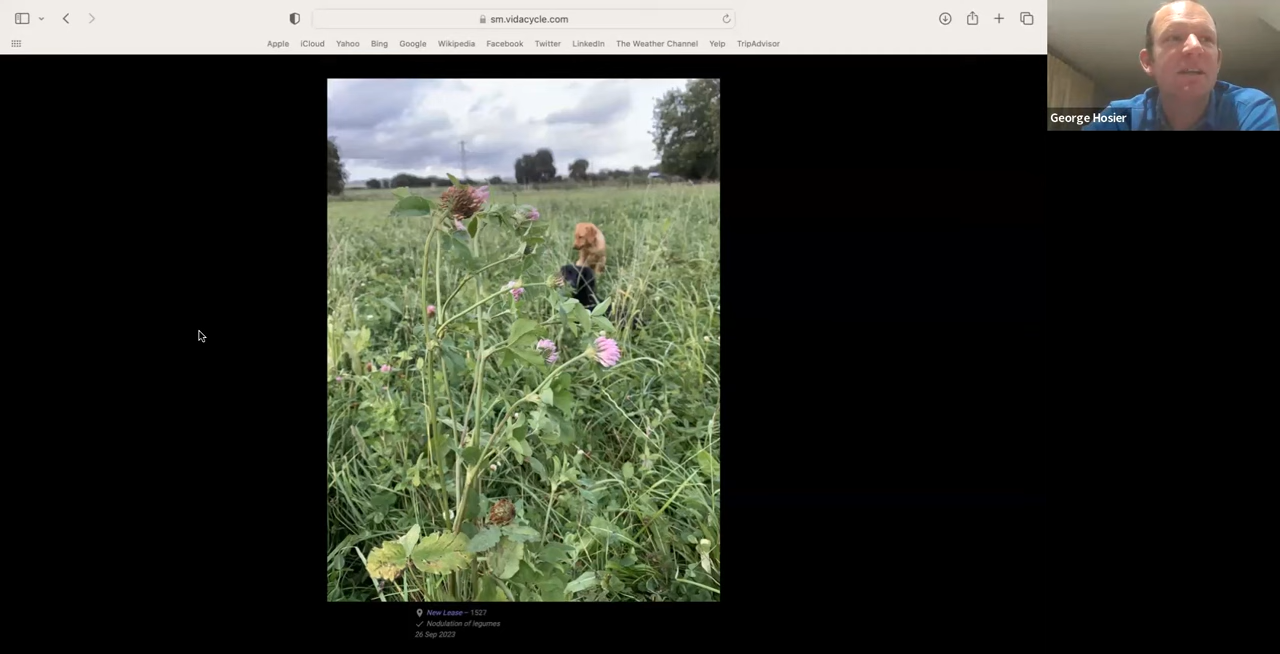 sm.vidacycle.com
Apple iCloud Yahoo Bing Google Wikipedia Facebook Twitter LinkedIn The Weather Channel Yelp TripAdvisor
George Hosier
New Lease – 1527
Nodulation of legumes
26 Sep 2023